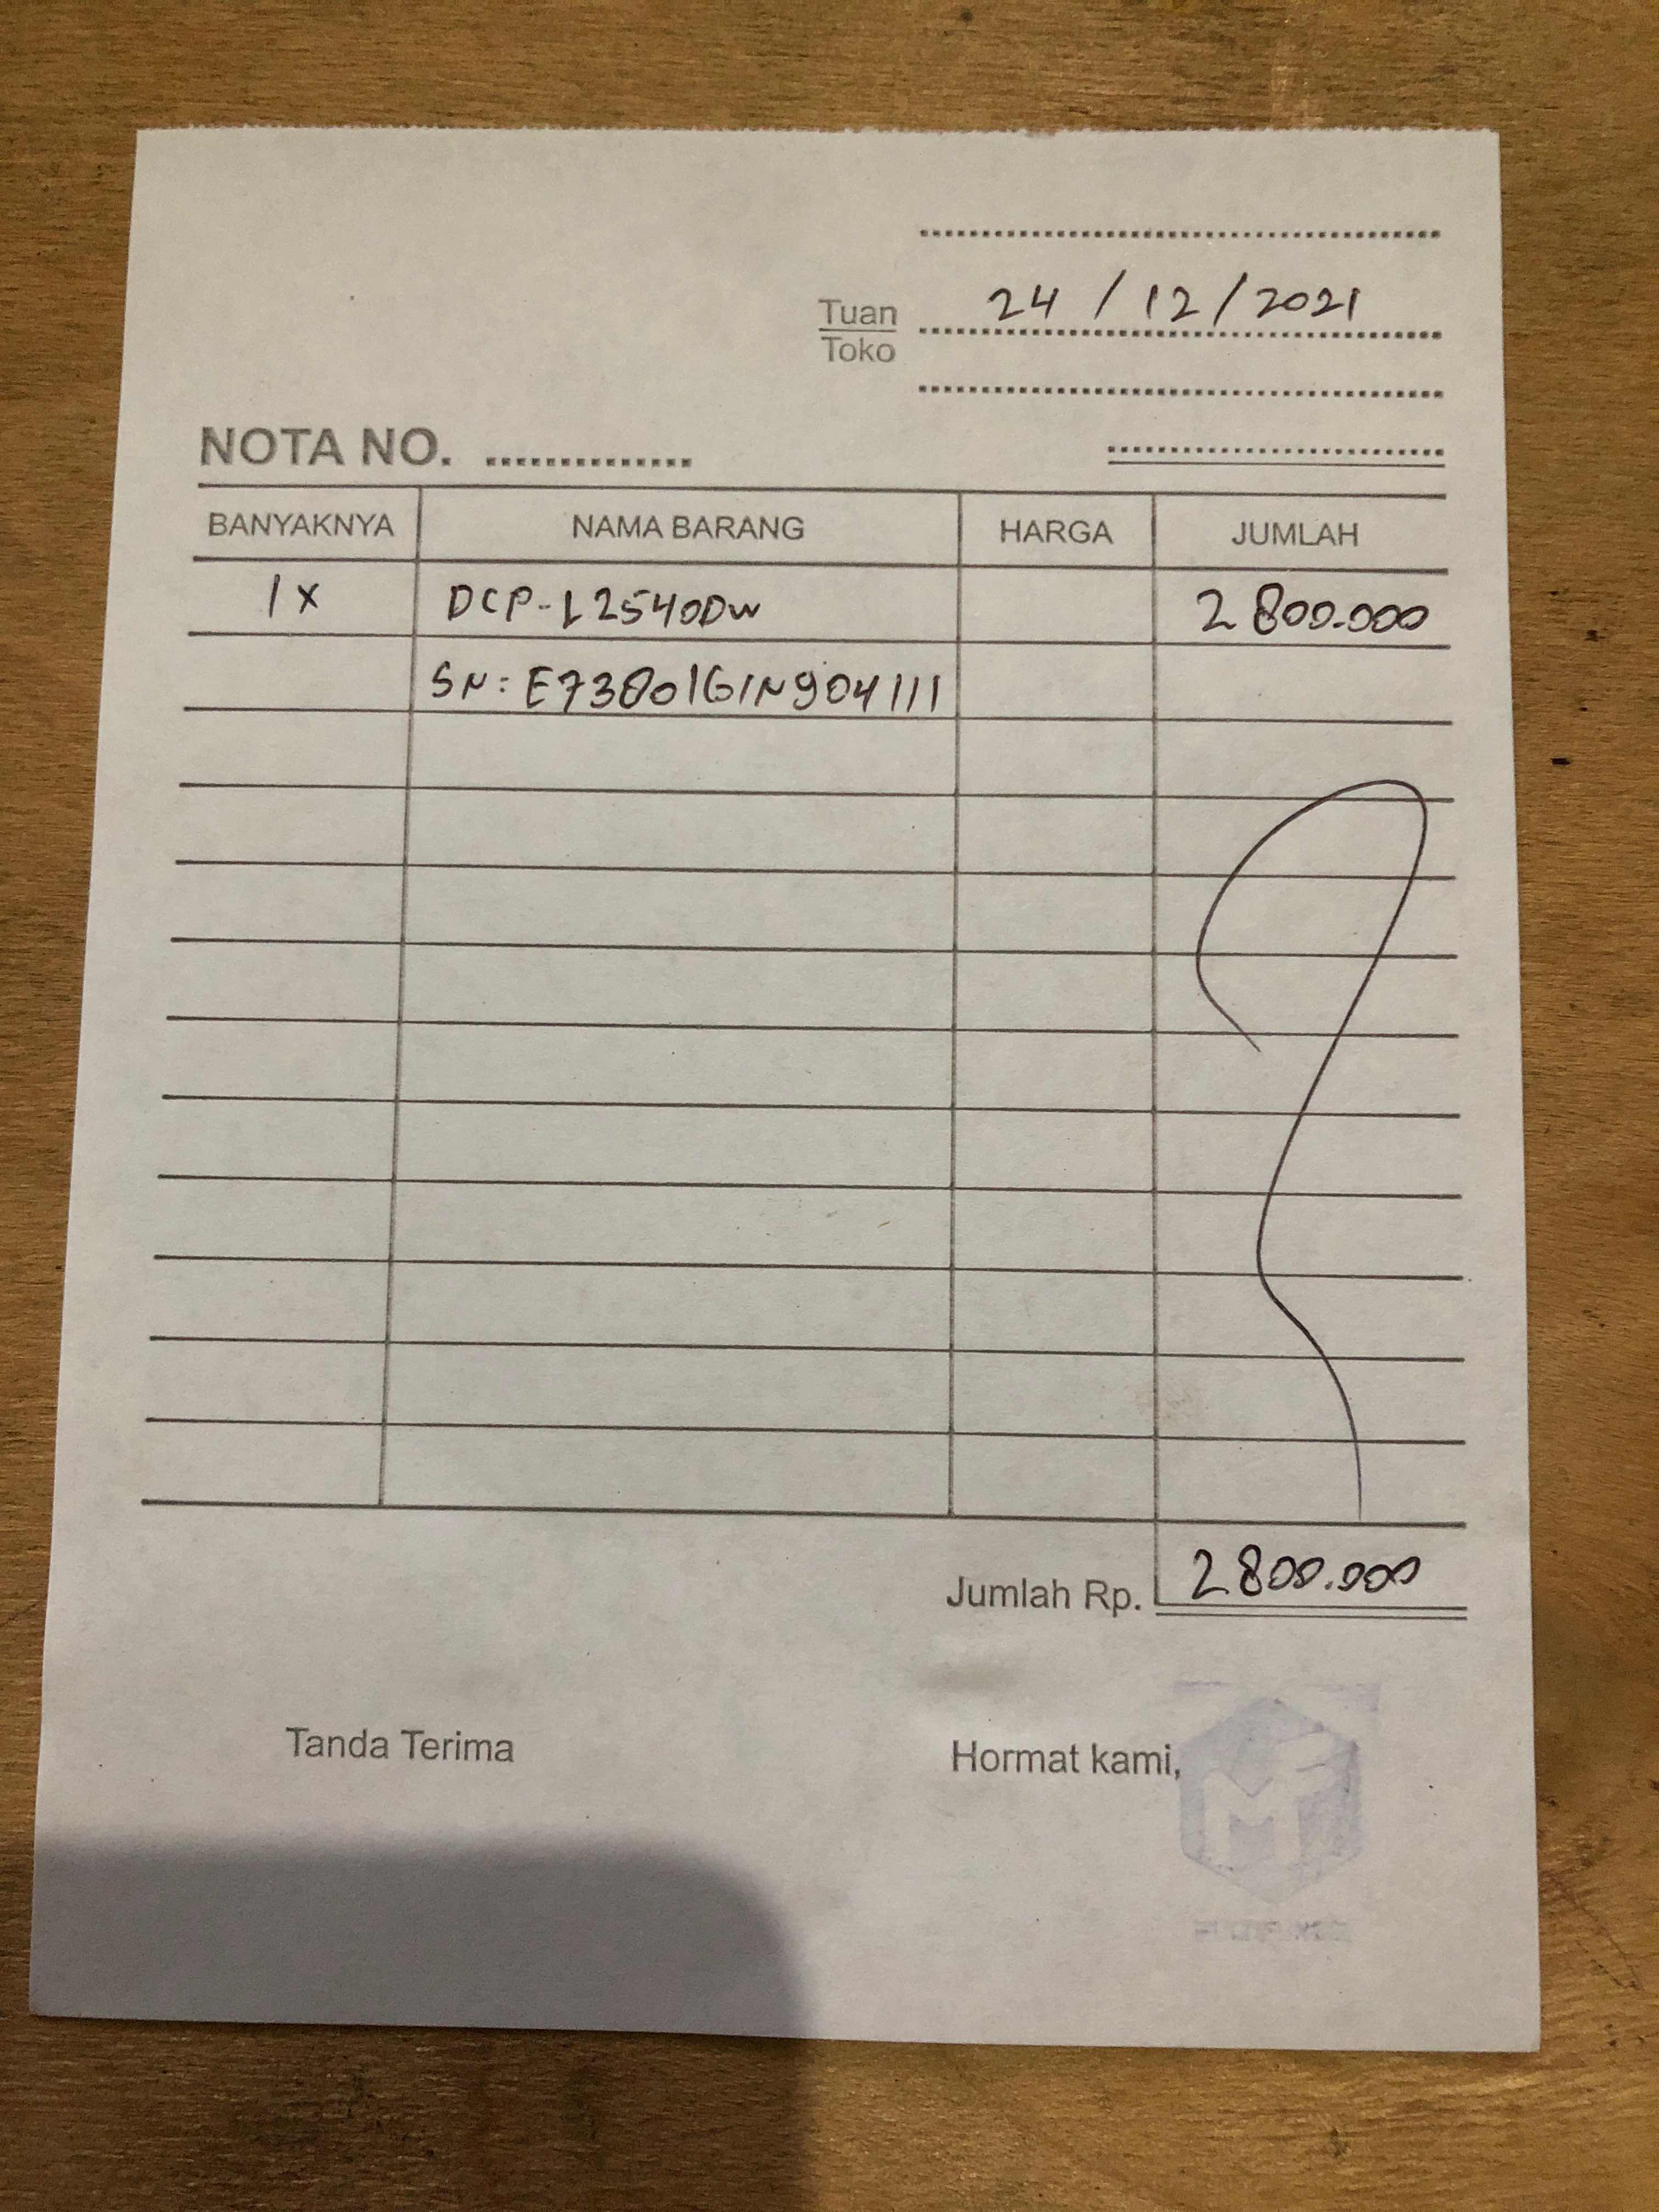 24 / 12 / 2021
Tuan
Toko
NOTA NO. ..............
BANYAKNYA NAMA BARANG HARGA JUMLAH
1 x DCP-L2540DW 2 800.000
SN: E73801G1N904111
Jumlah Rp. 2 800.000
Tanda Terima Hormat kami,